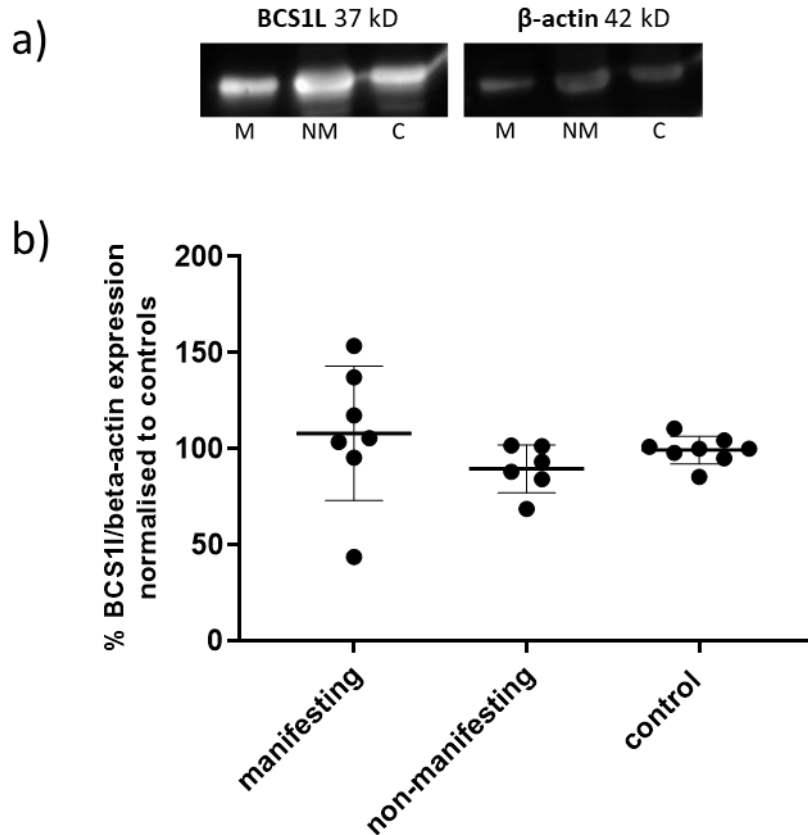 a)
BCS1L 37 kD
β-actin 42 kD
M
NM
C
M
NM
C
b)
% BCS1l/beta-actin expression
normalised to controls
200
150
100
50
0
manifesting
non-manifesting
control